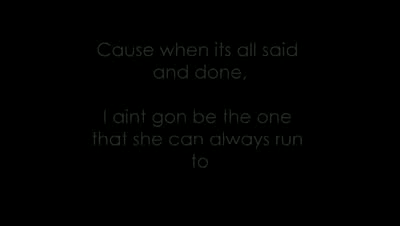 Cause when its all said
and done,
I aint gon be the one
that she can always run
to